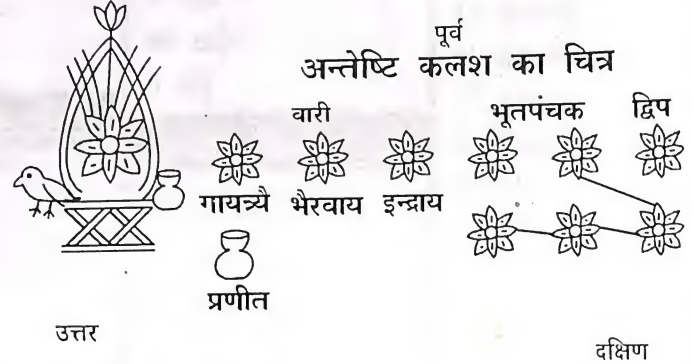 पूर्व
अन्तेष्टि कलश का चित्र
वारी भूतपंचक द्विप
गायत्र्यै भैरवाय इन्द्राय
प्रणीत
उत्तर
दक्षिण